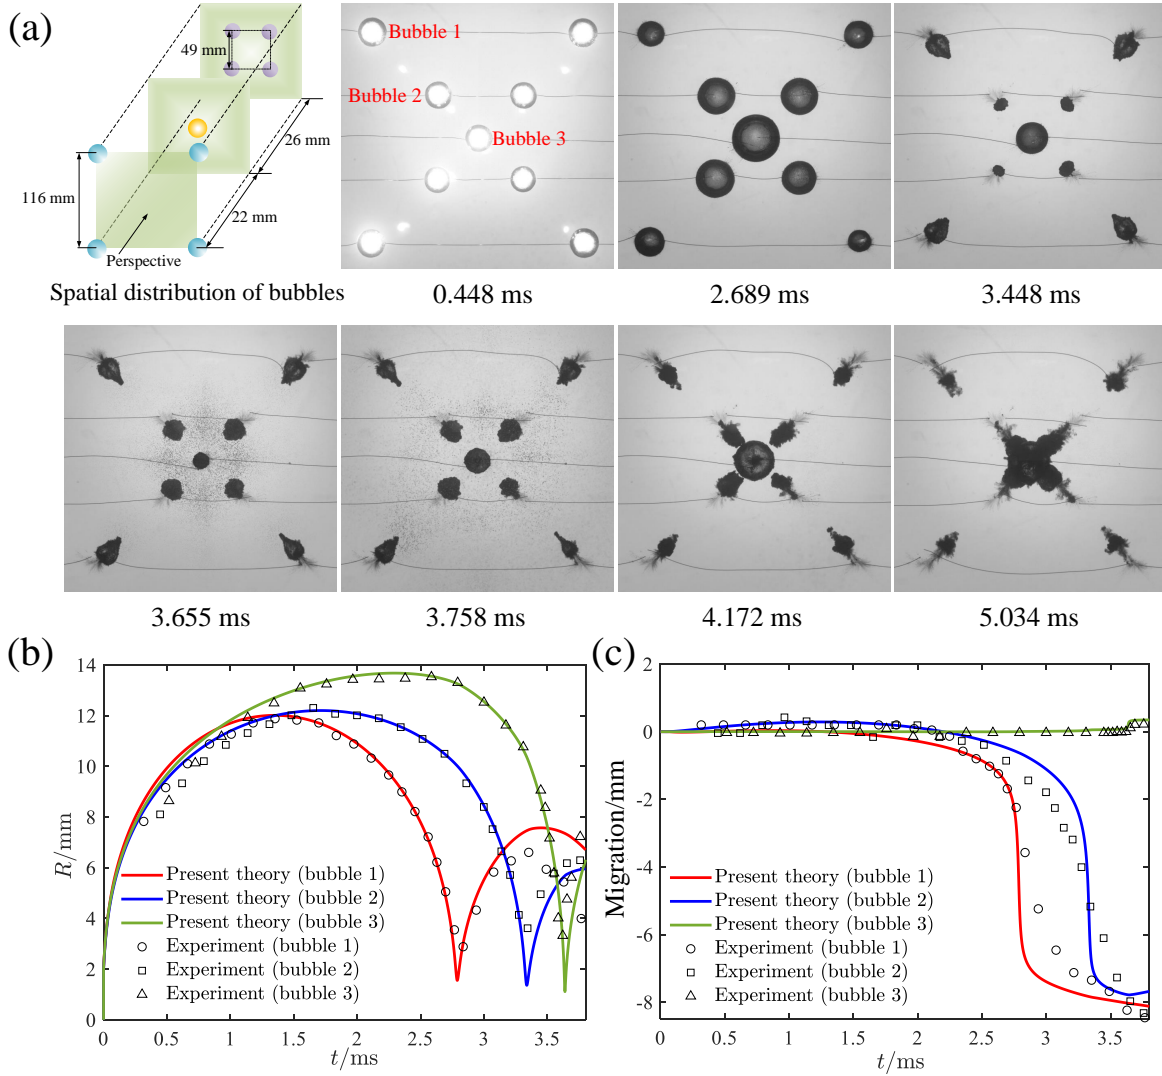 (a)
49 mm
26 mm
116 mm
22 mm
Perspective
Spatial distribution of bubbles
Bubble 1
Bubble 2
Bubble 3
0.448 ms
2.689 ms
3.448 ms
3.655 ms
3.758 ms
4.172 ms
5.034 ms
(b)
14
12
10
8
6
4
2
0
R/mm
Present theory (bubble 1)
Present theory (bubble 2)
Present theory (bubble 3)
Experiment (bubble 1)
Experiment (bubble 2)
Experiment (bubble 3)
0 0.5 1 1.5 2 2.5 3 3.5
t/ms
(c)
2
0
-2
-4
-6
-8
Migration/mm
Present theory (bubble 1)
Present theory (bubble 2)
Present theory (bubble 3)
Experiment (bubble 1)
Experiment (bubble 2)
Experiment (bubble 3)
0 0.5 1 1.5 2 2.5 3 3.5
t/ms